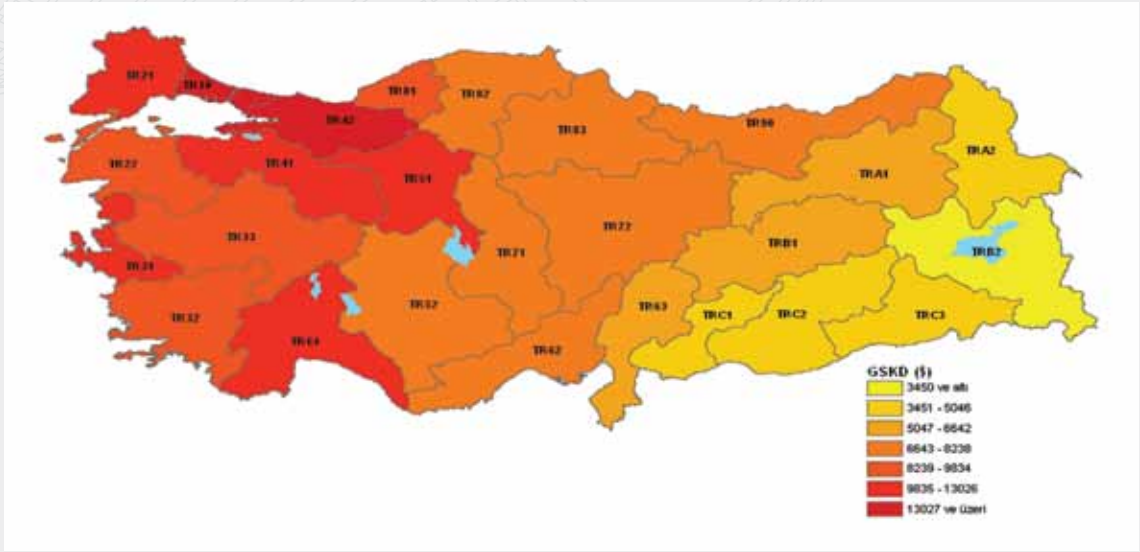 TR21
TR10
TR42
TR81
TR82
TR83
TR90
TRA2
TR22
TR41
TR51
TRA1
TR33
TR71
TR72
TRB1
TRB2
TR31
TR32
TR52
TR63
TRC1
TRC2
TRC3
TR61
TR62
GSKD ($)
3450 ve altı
3451 - 5046
5047 - 6642
6643 - 8238
8239 - 9834
9835 - 13026
13027 ve üzeri